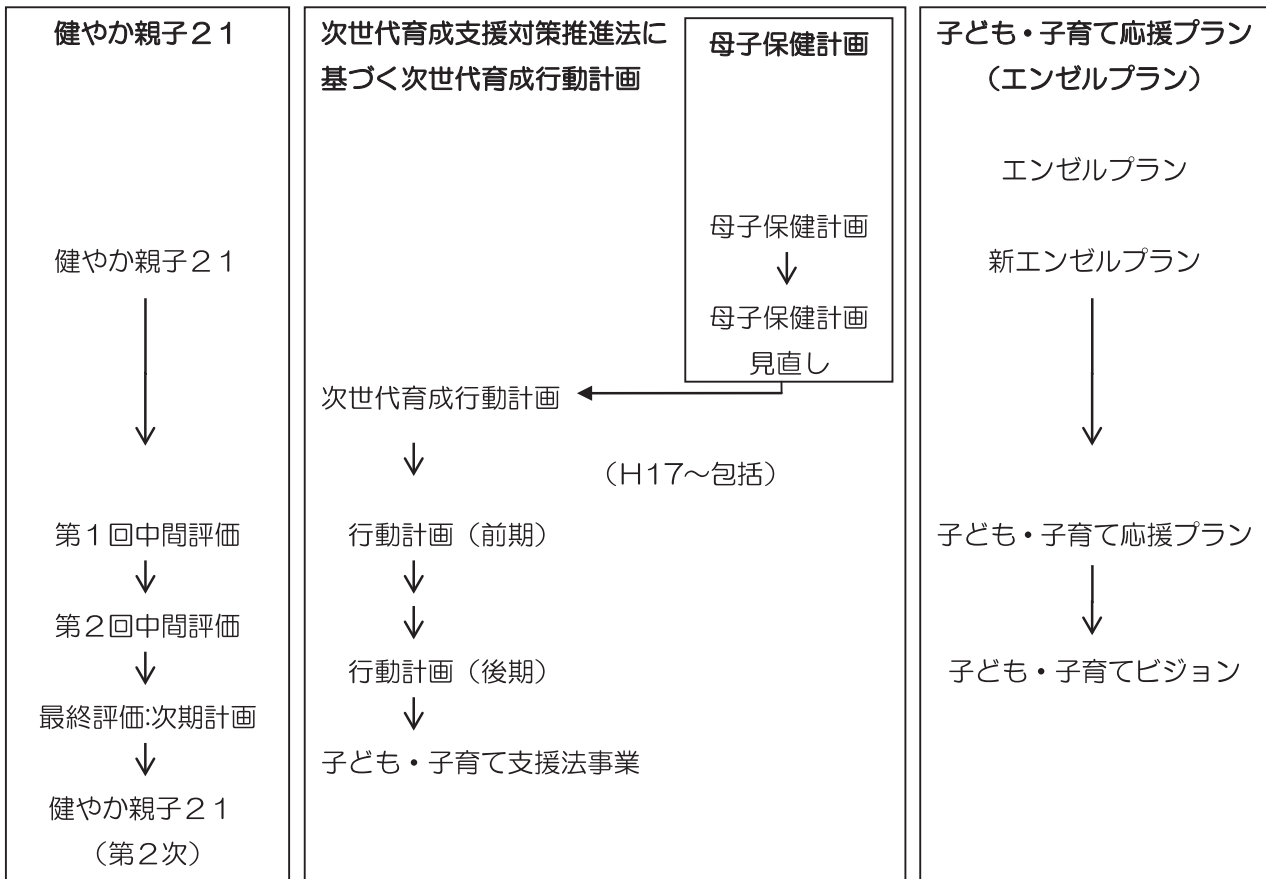 健やか親子２１
健やか親子２１
第１回中間評価
第２回中間評価
最終評価:次期計画
健やか親子２１
（第２次）
次世代育成支援対策推進法に
基づく次世代育成行動計画
母子保健計画
母子保健計画
母子保健計画
見直し
次世代育成行動計画
（H17～包括）
行動計画（前期）
行動計画（後期）
子ども・子育て支援法事業
子ども・子育て応援プラン
（エンゼルプラン）
エンゼルプラン
新エンゼルプラン
子ども・子育て応援プラン
子ども・子育てビジョン